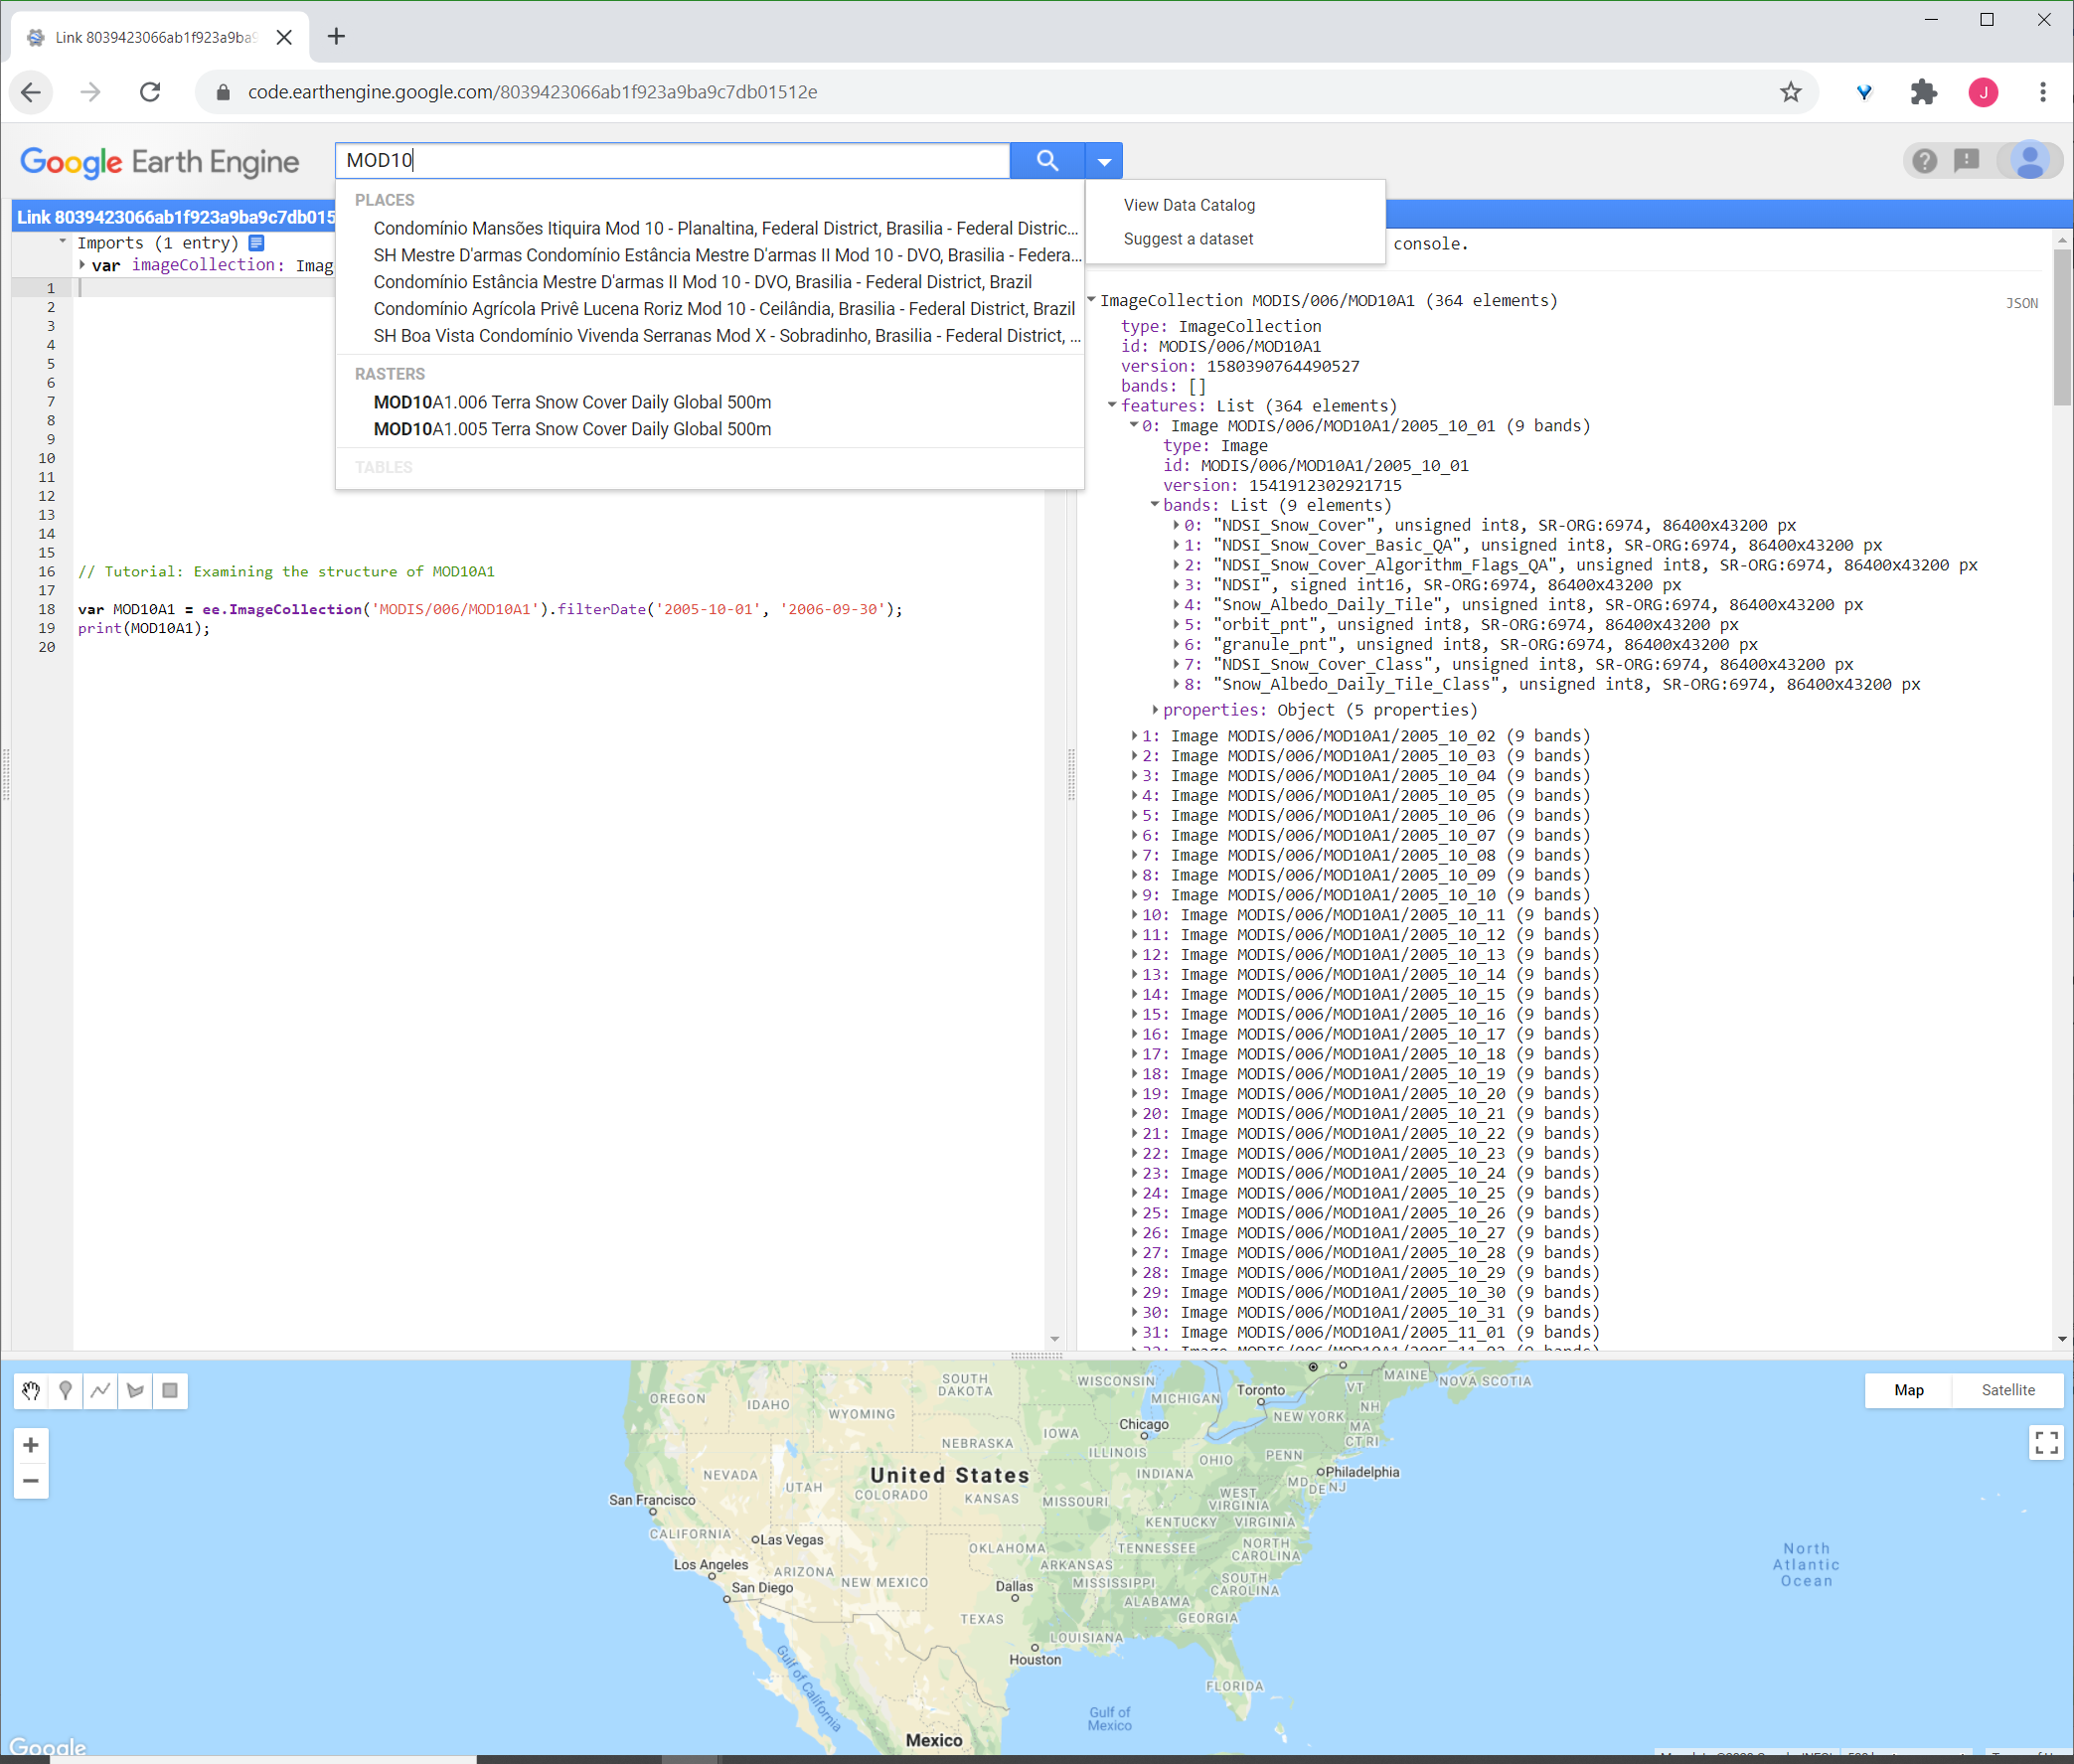 Link 8039423066ab1f923a9ba9
code.earthengine.google.com/8039423066ab1f923a9ba9c7db01512e
J
Google Earth Engine
MOD10
PLACES
Condomínio Mansões Itiquira Mod 10 - Planaltina, Federal District, Brasilia - Federal Distric...
SH Mestre D'armas Condomínio Estância Mestre D'armas II Mod 10 - DVO, Brasilia - Federa...
Condomínio Estância Mestre D'armas II Mod 10 - DVO, Brasilia - Federal District, Brazil
Condomínio Agrícola Privê Lucena Roriz Mod 10 - Ceilândia, Brasilia - Federal District, Brazil
SH Boa Vista Condomínio Vivenda Serranas Mod X - Sobradinho, Brasilia - Federal District, ...
RASTERS
MOD10A1.006 Terra Snow Cover Daily Global 500m
MOD10A1.005 Terra Snow Cover Daily Global 500m
TABLES
View Data Catalog
Suggest a dataset
Link 8039423066ab1f923a9ba9c7db015
Imports (1 entry)
var imageCollection: Imag
1
2
3
4
5
6
7
8
9
10
11
12
13
14
15
16 // Tutorial: Examining the structure of MOD10A1
17
18 var MOD10A1 = ee.ImageCollection('MODIS/006/MOD10A1').filterDate('2005-10-01', '2006-09-30');
19 print(MOD10A1);
20
console.
ImageCollection MODIS/006/MOD10A1 (364 elements)
JSON
type: ImageCollection
id: MODIS/006/MOD10A1
version: 1580390764490527
bands: []
features: List (364 elements)
0: Image MODIS/006/MOD10A1/2005_10_01 (9 bands)
type: Image
id: MODIS/006/MOD10A1/2005_10_01
version: 1541912302921715
bands: List (9 elements)
0: "NDSI_Snow_Cover", unsigned int8, SR-ORG:6974, 86400x43200 px
1: "NDSI_Snow_Cover_Basic_QA", unsigned int8, SR-ORG:6974, 86400x43200 px
2: "NDSI_Snow_Cover_Algorithm_Flags_QA", unsigned int8, SR-ORG:6974, 86400x43200 px
3: "NDSI", signed int16, SR-ORG:6974, 86400x43200 px
4: "Snow_Albedo_Daily_Tile", unsigned int8, SR-ORG:6974, 86400x43200 px
5: "orbit_pnt", unsigned int8, SR-ORG:6974, 86400x43200 px
6: "granule_pnt", unsigned int8, SR-ORG:6974, 86400x43200 px
7: "NDSI_Snow_Cover_Class", unsigned int8, SR-ORG:6974, 86400x43200 px
8: "Snow_Albedo_Daily_Tile_Class", unsigned int8, SR-ORG:6974, 86400x43200 px
properties: Object (5 properties)
1: Image MODIS/006/MOD10A1/2005_10_02 (9 bands)
2: Image MODIS/006/MOD10A1/2005_10_03 (9 bands)
3: Image MODIS/006/MOD10A1/2005_10_04 (9 bands)
4: Image MODIS/006/MOD10A1/2005_10_05 (9 bands)
5: Image MODIS/006/MOD10A1/2005_10_06 (9 bands)
6: Image MODIS/006/MOD10A1/2005_10_07 (9 bands)
7: Image MODIS/006/MOD10A1/2005_10_08 (9 bands)
8: Image MODIS/006/MOD10A1/2005_10_09 (9 bands)
9: Image MODIS/006/MOD10A1/2005_10_10 (9 bands)
10: Image MODIS/006/MOD10A1/2005_10_11 (9 bands)
11: Image MODIS/006/MOD10A1/2005_10_12 (9 bands)
12: Image MODIS/006/MOD10A1/2005_10_13 (9 bands)
13: Image MODIS/006/MOD10A1/2005_10_14 (9 bands)
14: Image MODIS/006/MOD10A1/2005_10_15 (9 bands)
15: Image MODIS/006/MOD10A1/2005_10_16 (9 bands)
16: Image MODIS/006/MOD10A1/2005_10_17 (9 bands)
17: Image MODIS/006/MOD10A1/2005_10_18 (9 bands)
18: Image MODIS/006/MOD10A1/2005_10_19 (9 bands)
19: Image MODIS/006/MOD10A1/2005_10_20 (9 bands)
20: Image MODIS/006/MOD10A1/2005_10_21 (9 bands)
21: Image MODIS/006/MOD10A1/2005_10_22 (9 bands)
22: Image MODIS/006/MOD10A1/2005_10_23 (9 bands)
23: Image MODIS/006/MOD10A1/2005_10_24 (9 bands)
24: Image MODIS/006/MOD10A1/2005_10_25 (9 bands)
25: Image MODIS/006/MOD10A1/2005_10_26 (9 bands)
26: Image MODIS/006/MOD10A1/2005_10_27 (9 bands)
27: Image MODIS/006/MOD10A1/2005_10_28 (9 bands)
28: Image MODIS/006/MOD10A1/2005_10_29 (9 bands)
29: Image MODIS/006/MOD10A1/2005_10_30 (9 bands)
30: Image MODIS/006/MOD10A1/2005_10_31 (9 bands)
31: Image MODIS/006/MOD10A1/2005_11_01 (9 bands)
Map
Satellite
OREGON
IDAHO
WYOMING
SOUTH DAKOTA
WISCONSIN
MICHIGAN
Toronto
VT
MAINE
NOVA SCOTIA
NH
NEW YORK
MA
CT RI
Chicago
IOWA
NEBRASKA
ILLINOIS
INDIANA
OHIO
PENN
Philadelphia
MD
DE NJ
NEVADA
UTAH
United States
COLORADO
KANSAS
MISSOURI
WEST VIRGINIA
KENTUCKY
VIRGINIA
San Francisco
CALIFORNIA
Las Vegas
OKLAHOMA
TENNESSEE
NORTH CAROLINA
Los Angeles
ARIZONA
NEW MEXICO
ARKANSAS
San Diego
Dallas
MISSISSIPPI
SOUTH CAROLINA
ALABAMA
GEORGIA
TEXAS
LOUISIANA
Houston
FLORIDA
Gulf of California
Gulf of Mexico
Mexico
North Atlantic Ocean
Google